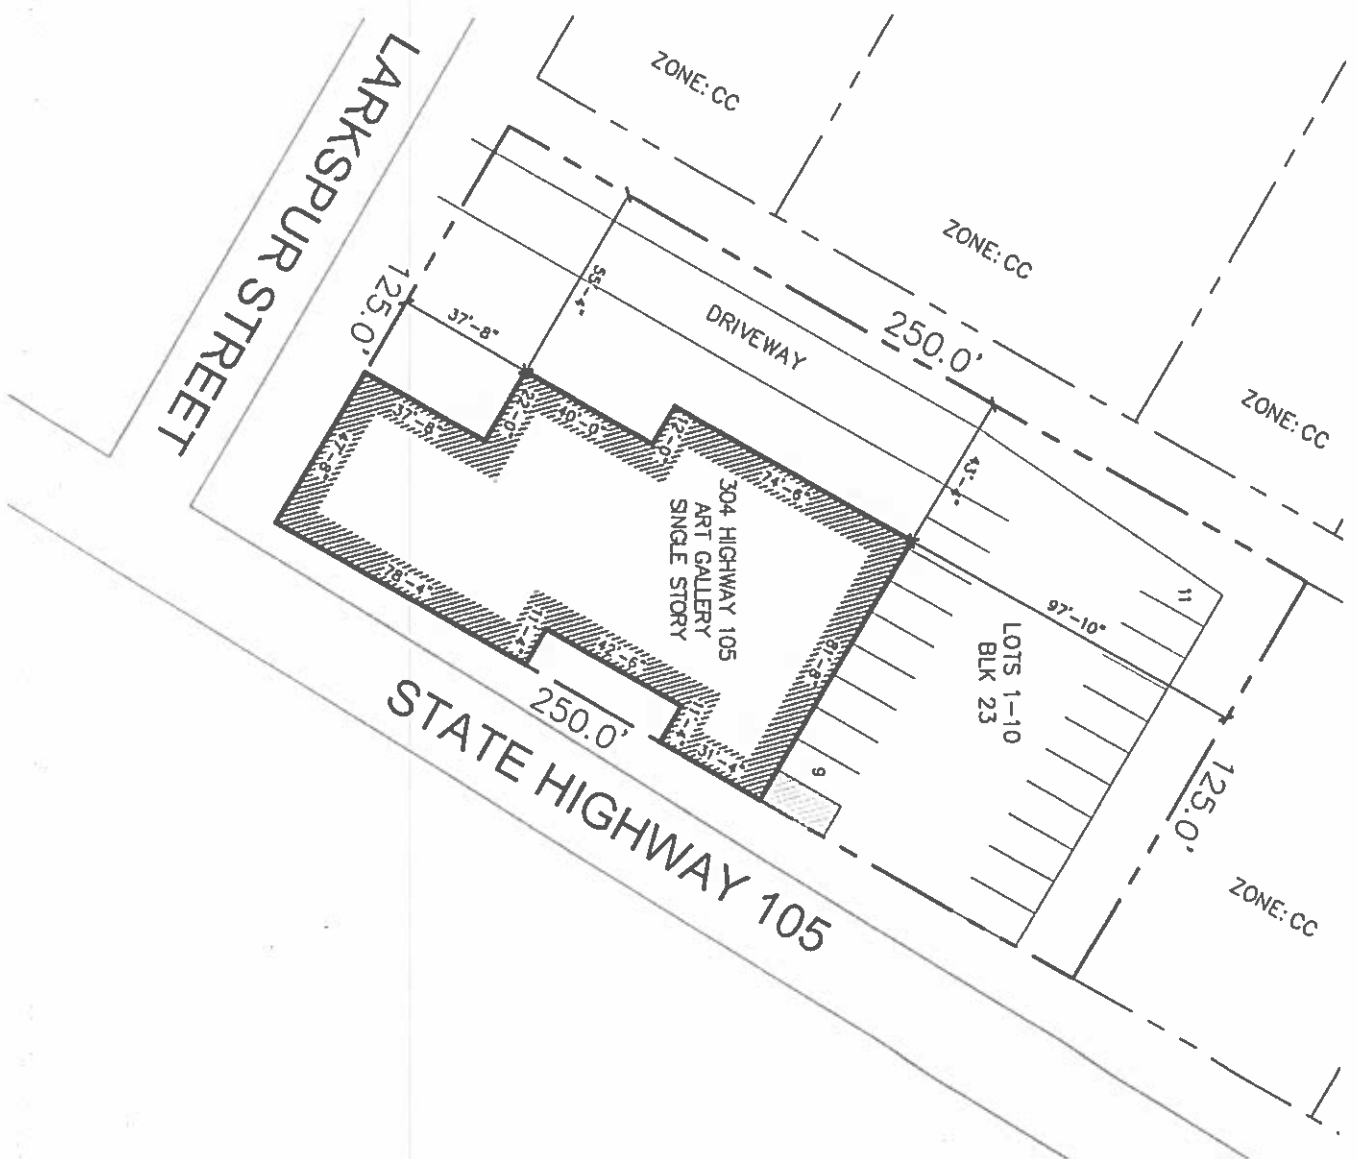 LARKSPUR STREET
ZONE: CC
ZONE: CC
ZONE: CC
ZONE: CC
125.0'
37'-8"
55'-4"
DRIVEWAY
250.0'
43'-4"
97'-10"
11
LOTS 1-10
BLK 23
9
304 HIGHWAY 105
ART GALLERY
SINGLE STORY
37'-8"
22'-0"
40'-0"
12'-0"
74'-6"
81'-8"
47'-8"
78'-4"
11'-4"
42'-6"
11'-4"
31'-4"
250.0'
125.0'
STATE HIGHWAY 105